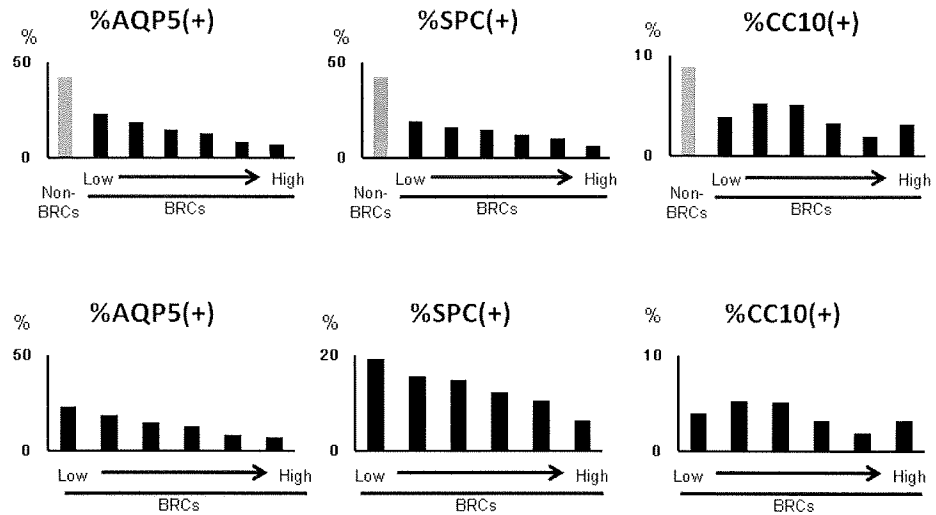 %AQP5(+)
%
50
0
Low
High
Non-
BRCs
BRCs
%SPC(+)
%
50
0
Low
High
Non-
BRCs
BRCs
%CC10(+)
%
10
0
Low
High
Non-
BRCs
BRCs
%AQP5(+)
%
50
0
Low
High
BRCs
%SPC(+)
%
20
0
Low
High
BRCs
%CC10(+)
%
10
0
Low
High
BRCs